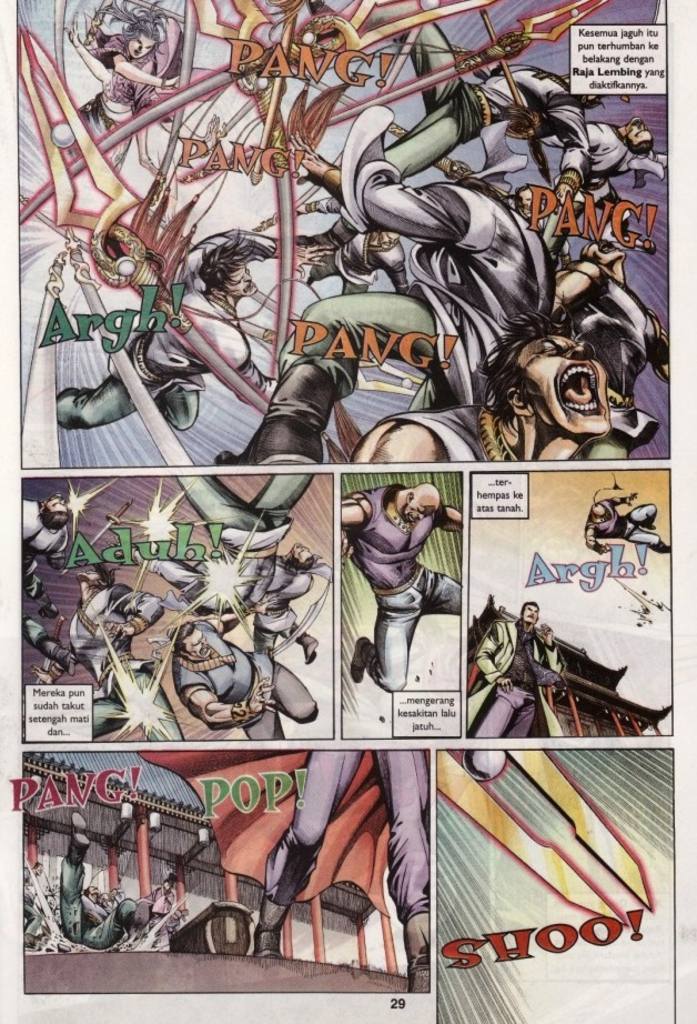 PANG!
Kesemua jaguh itu
pun terhumban ke
belakang dengan
Raja Lembing yang
diaktifkannya.
PANG!
PANG!
Argh!
PANG!
Aduh!
Mereka pun
sudah takut
setengah mati
dan...
...mengerang
kesakitan lalu
jatuh...
...ter-
hempas ke
atas tanah.
Argh!
PANG!
POP!
SHOO!
29